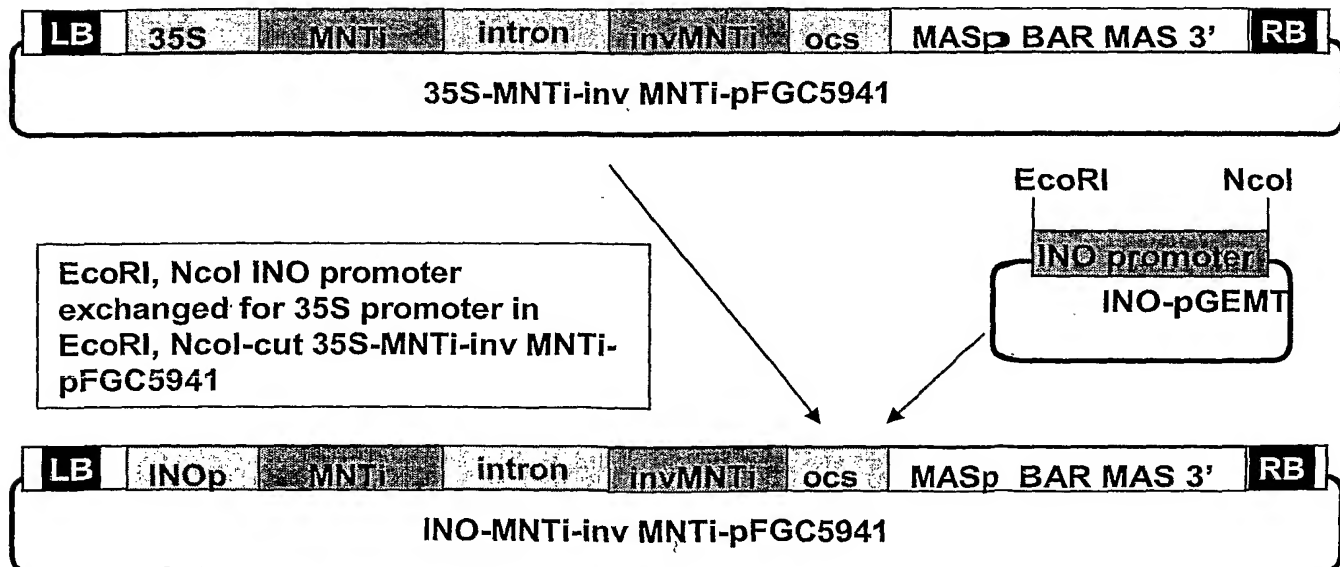 LB 35S MNTi intron invMNTi ocs MASp BAR MAS 3' RB
35S-MNTi-inv MNTi-pFGC5941
EcoRI NcoI
INO promoter
INO-pGEMT
EcoRI, NcoI INO promoter
exchanged for 35S promoter in
EcoRI, NcoI-cut 35S-MNTi-inv MNTi-
pFGC5941
LB INOp MNTi intron invMNTi ocs MASp BAR MAS 3' RB
INO-MNTi-inv MNTi-pFGC5941